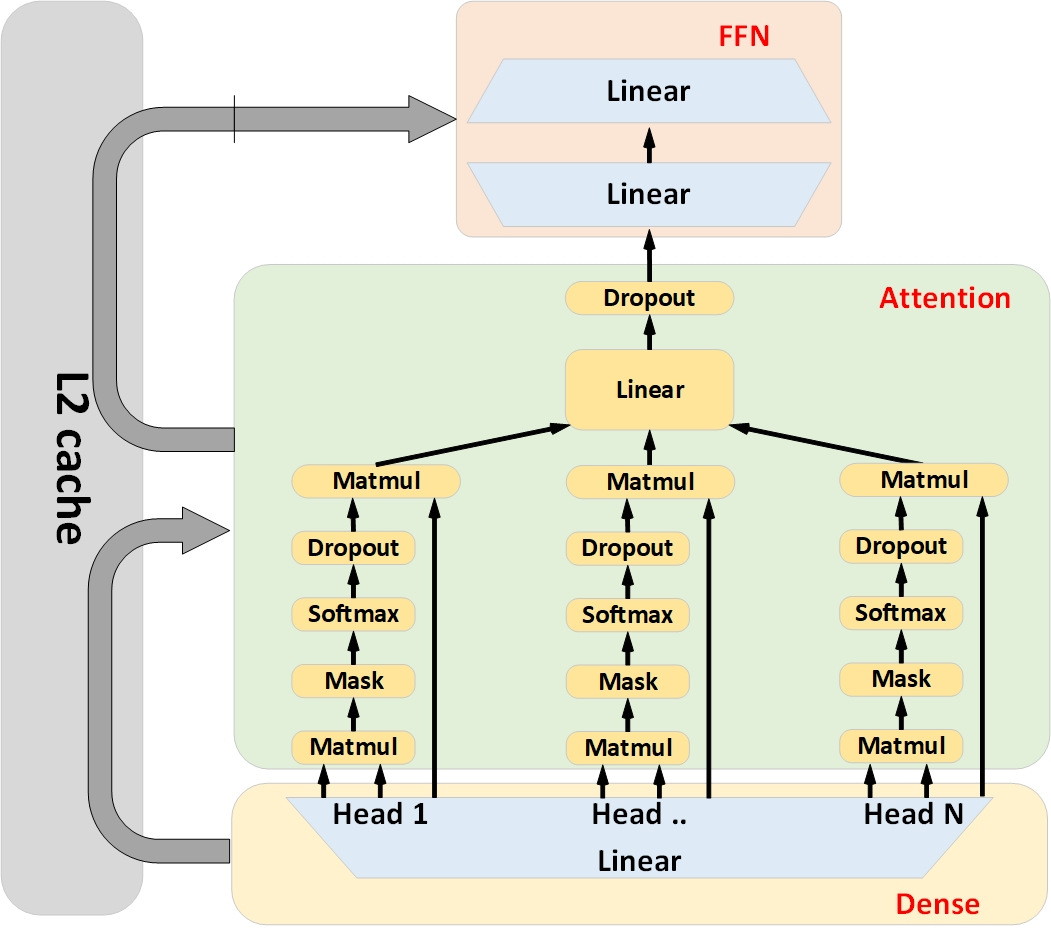 FFN
Linear
Linear
Dropout
Attention
Linear
L2 cache
Matmul
Matmul
Matmul
Dropout
Dropout
Dropout
Softmax
Softmax
Softmax
Mask
Mask
Mask
Matmul
Matmul
Matmul
Head 1
Head ..
Head N
Linear
Dense